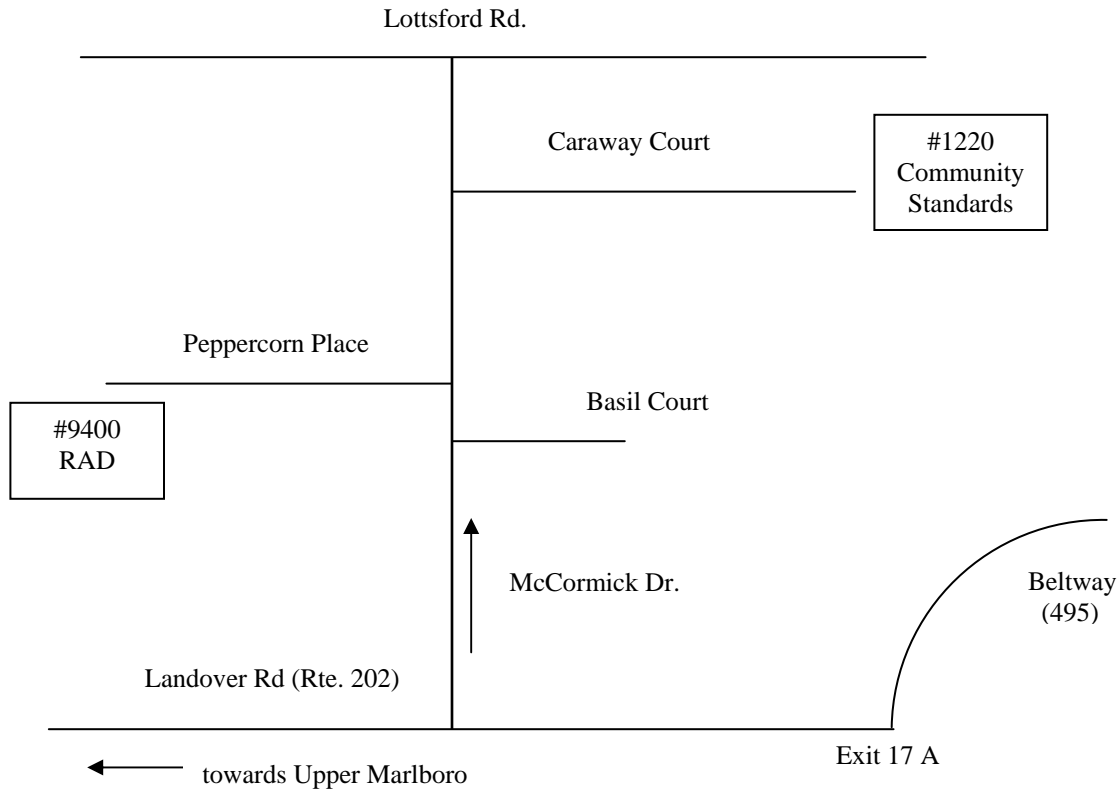 Lottsford Rd.
Caraway Court
#1220
Community
Standards
Peppercorn Place
Basil Court
#9400
RAD
McCormick Dr.
Beltway
(495)
Landover Rd (Rte. 202)
Exit 17 A
towards Upper Marlboro